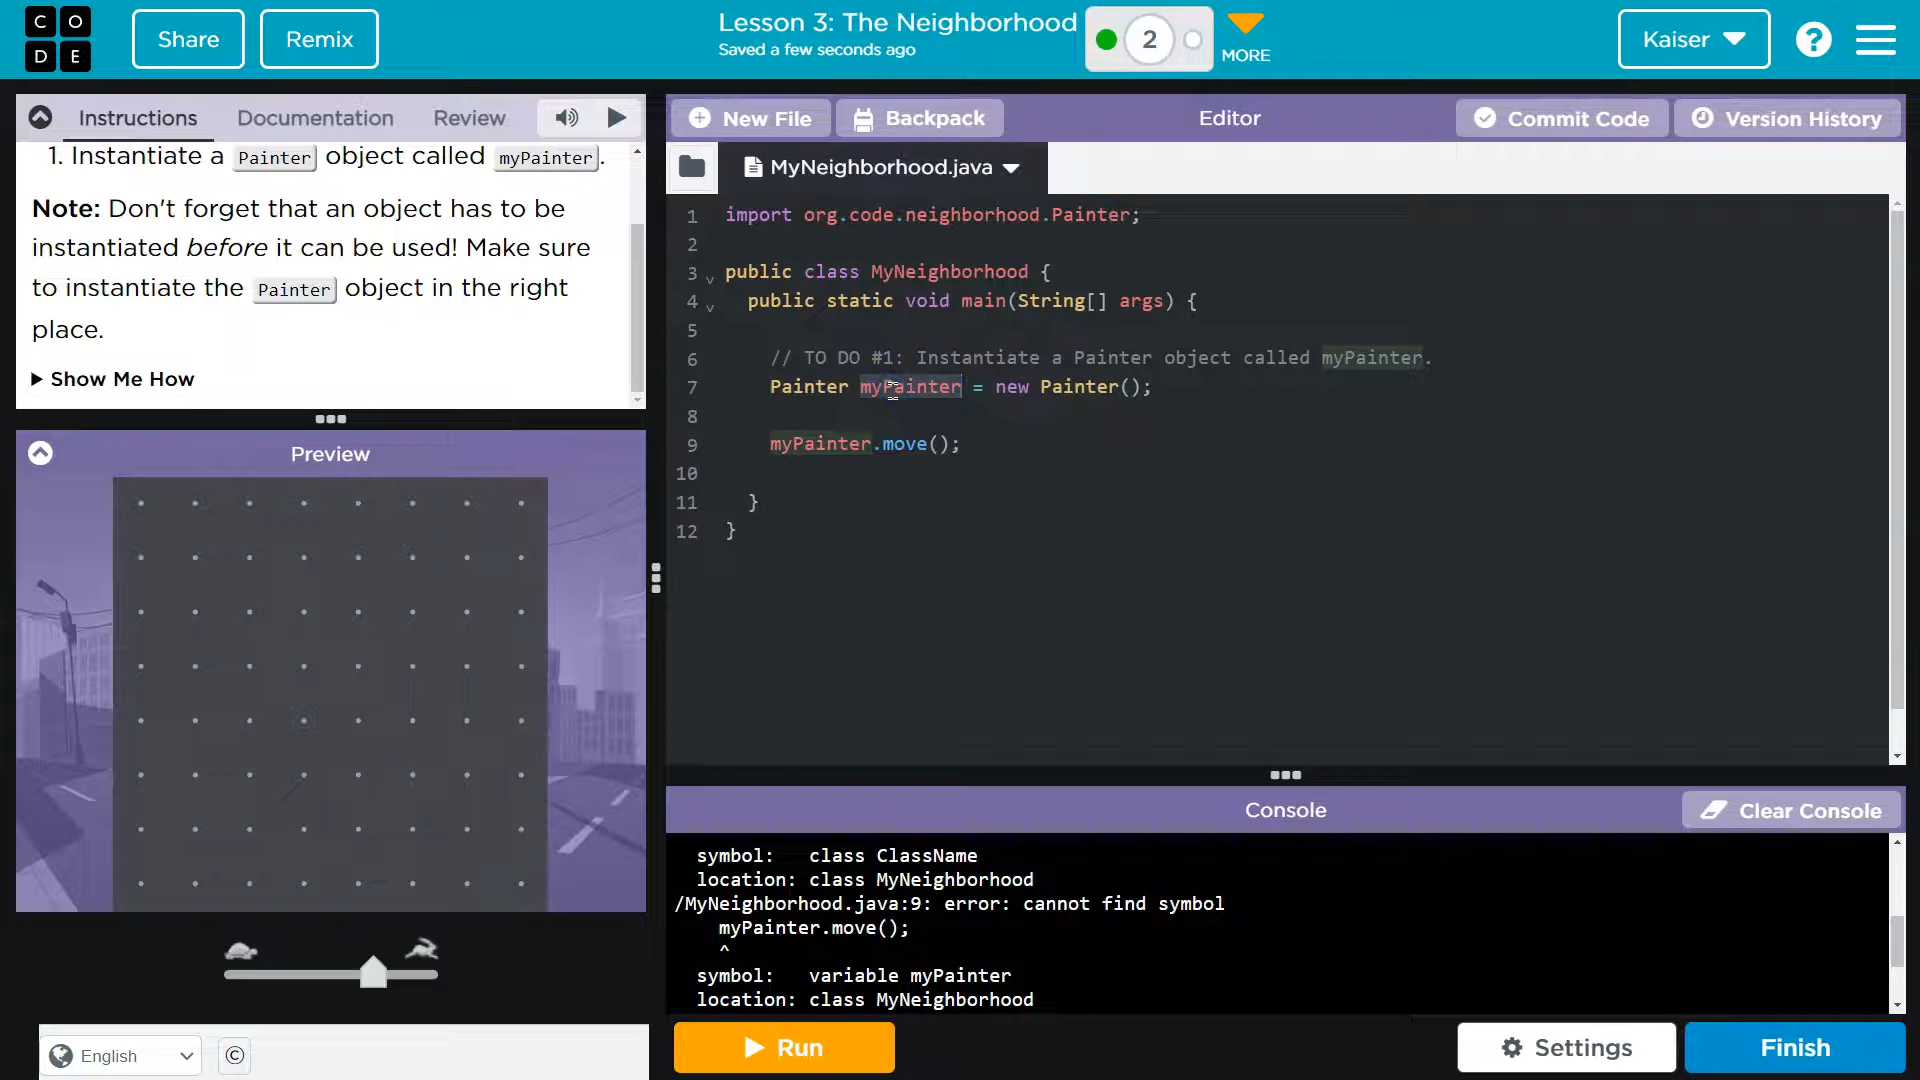 CODE
Share
Remix
Lesson 3: The Neighborhood
Saved a few seconds ago
2
MORE
Kaiser
?
Instructions
Documentation
Review
1. Instantiate a Painter object called myPainter.
Note: Don't forget that an object has to be
instantiated before it can be used! Make sure
to instantiate the Painter object in the right
place.
Show Me How
Preview
English
©
New File
Backpack
Editor
Commit Code
Version History
MyNeighborhood.java
1 import org.code.neighborhood.Painter;
2
3 public class MyNeighborhood {
4 public static void main(String[] args) {
5
6 // TO DO #1: Instantiate a Painter object called myPainter.
7 Painter myPainter = new Painter();
8
9 myPainter.move();
10
11 }
12 }
Console
Clear Console
symbol: class ClassName
location: class MyNeighborhood
/MyNeighborhood.java:9: error: cannot find symbol
myPainter.move();
^
symbol: variable myPainter
location: class MyNeighborhood
Run
Settings
Finish